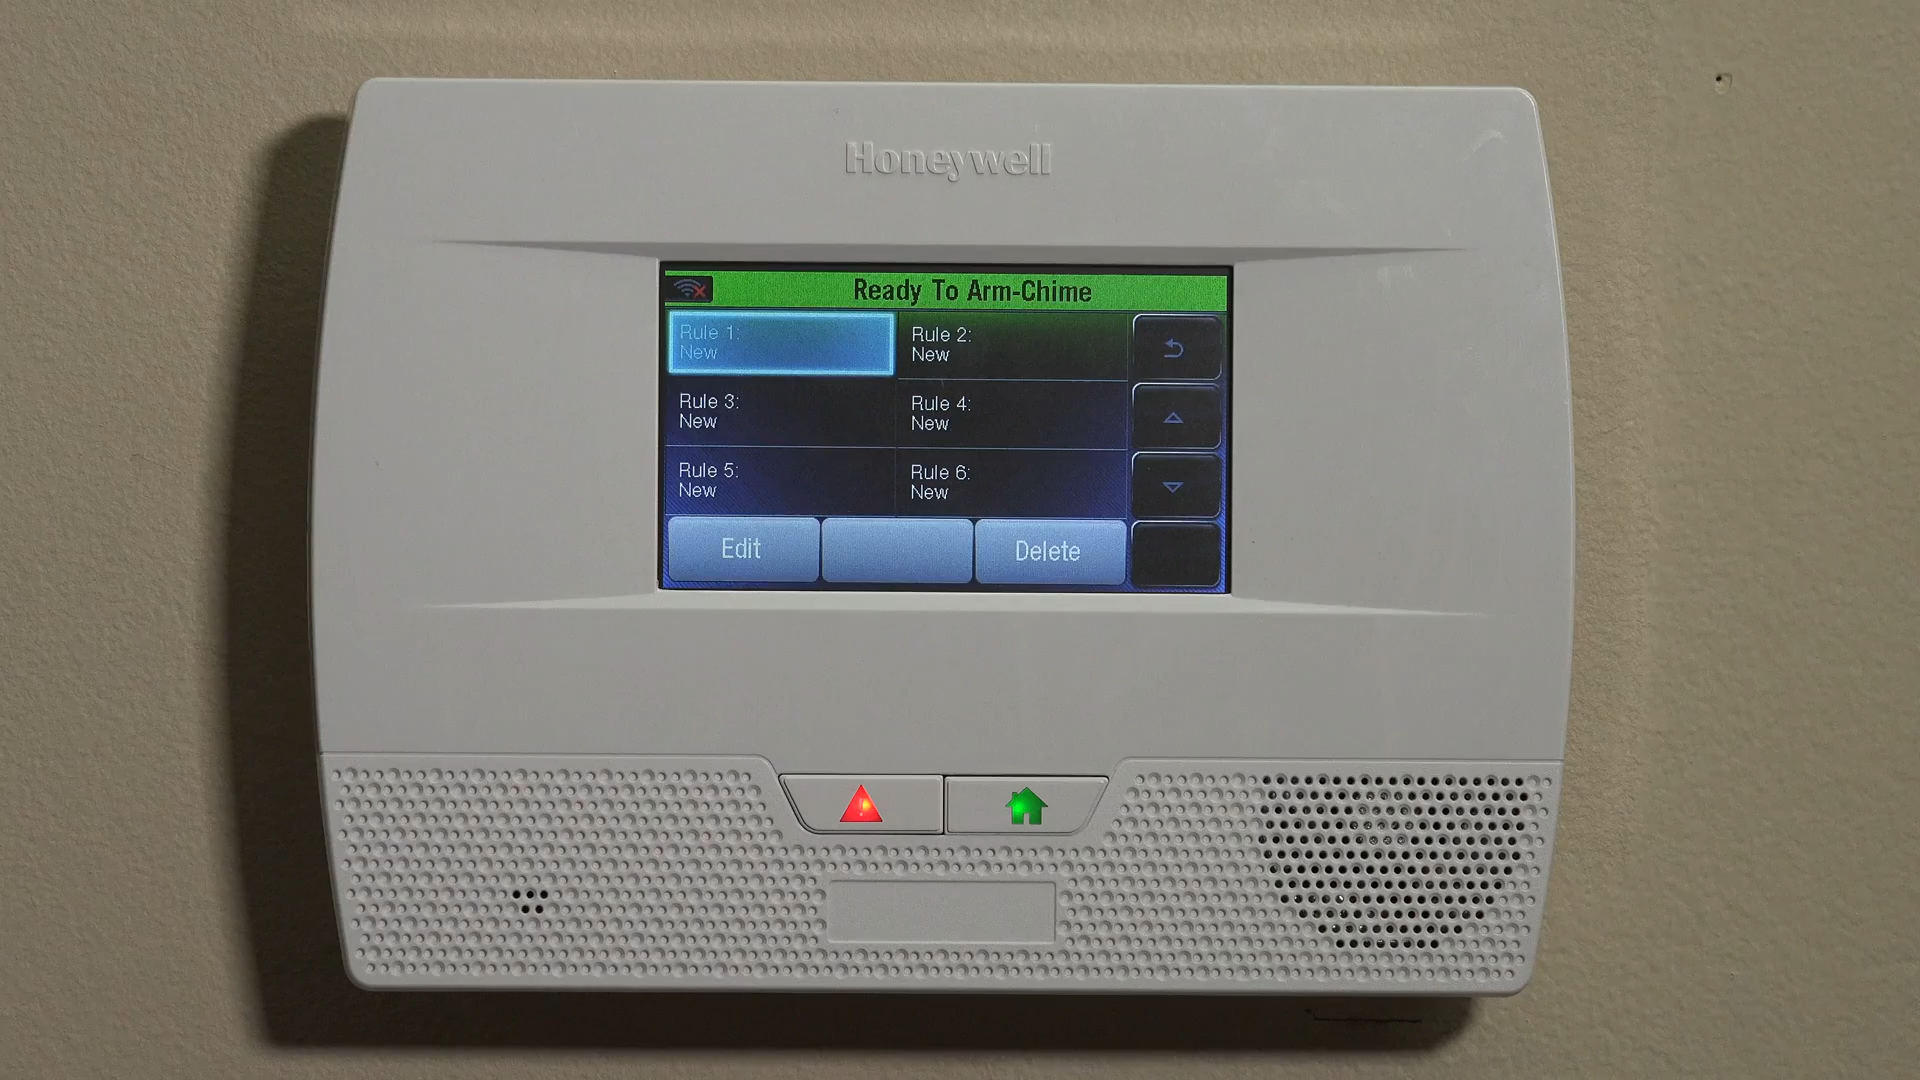 Honeywell
Ready To Arm-Chime
Rule 1:
New
Rule 2:
New
Rule 3:
New
Rule 4:
New
Rule 5:
New
Rule 6:
New
Edit
Delete